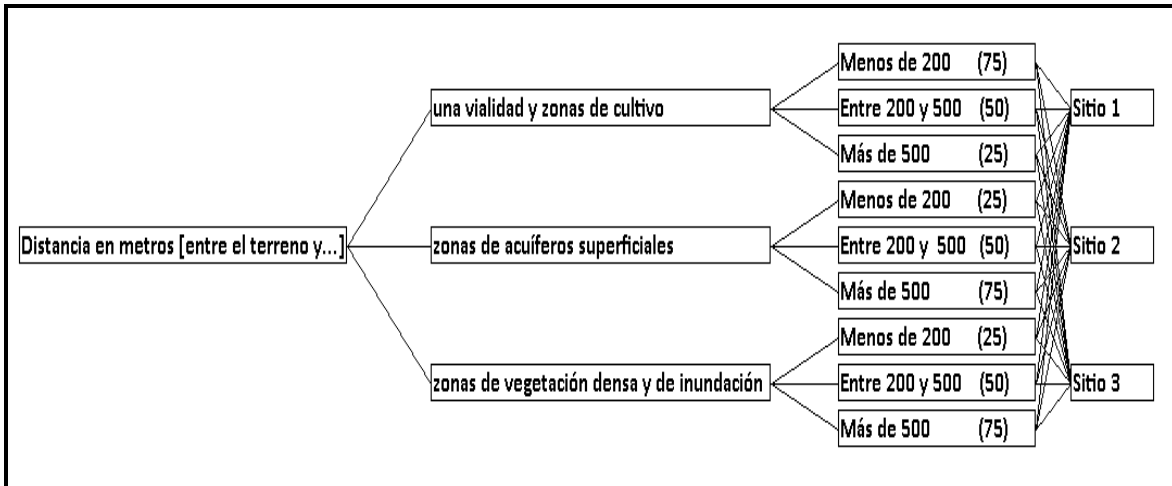 Distancia en metros [entre el terreno y...]
una vialidad y zonas de cultivo
Menos de 200 (75)
Entre 200 y 500 (50)
Más de 500 (25)
zonas de acuíferos superficiales
Menos de 200 (25)
Entre 200 y 500 (50)
Más de 500 (75)
zonas de vegetación densa y de inundación
Menos de 200 (25)
Entre 200 y 500 (50)
Más de 500 (75)
Sitio 1
Sitio 2
Sitio 3